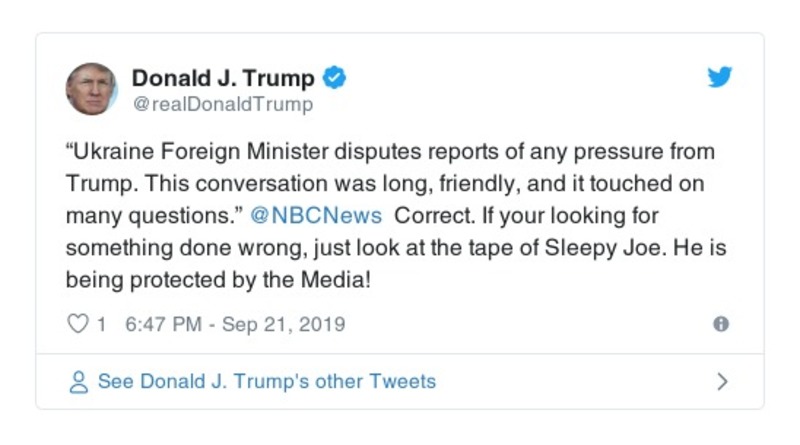 Donald J. Trump
@realDonaldTrump
“Ukraine Foreign Minister disputes reports of any pressure from
Trump. This conversation was long, friendly, and it touched on
many questions.” @NBCNews  Correct. If your looking for
something done wrong, just look at the tape of Sleepy Joe. He is
being protected by the Media!
1 6:47 PM - Sep 21, 2019
See Donald J. Trump's other Tweets